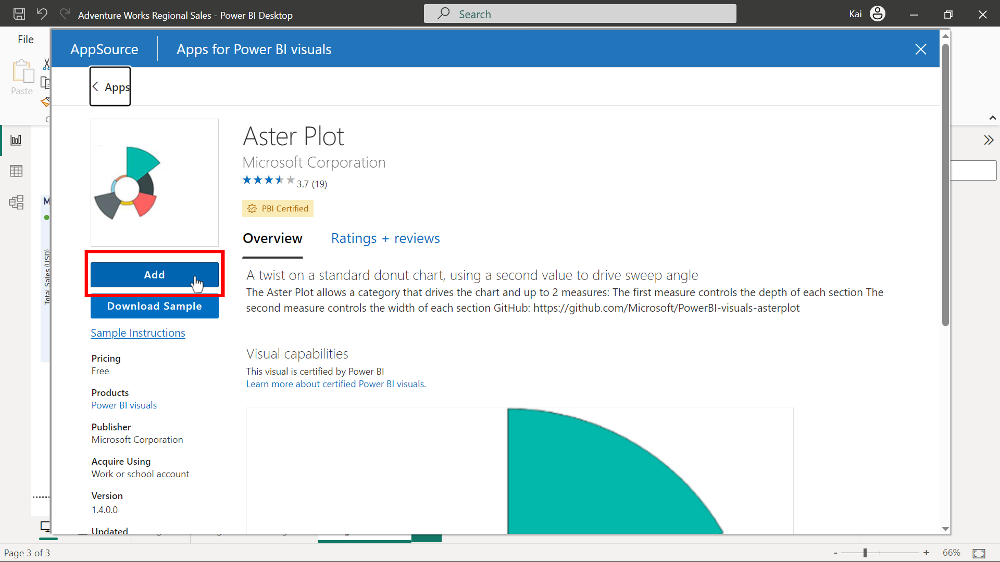 Adventure Works Regional Sales - Power BI Desktop
Search
Kai
File
AppSource
Apps for Power BI visuals
Paste
Apps
Aster Plot
Microsoft Corporation
3.7 (19)
PBI Certified
Overview
Ratings + reviews
Add
Download Sample
Sample Instructions
A twist on a standard donut chart, using a second value to drive sweep angle
The Aster Plot allows a category that drives the chart and up to 2 measures: The first measure controls the depth of each section The
second measure controls the width of each section GitHub: https://github.com/Microsoft/PowerBI-visuals-asterplot
Total Sales (USD)
Pricing
Free
Visual capabilities
This visual is certified by Power BI
Learn more about certified Power BI visuals.
Products
Power BI visuals
Publisher
Microsoft Corporation
Acquire Using
Work or school account
Version
1.4.0.0
Updated
Page 3 of 3
- + 66%